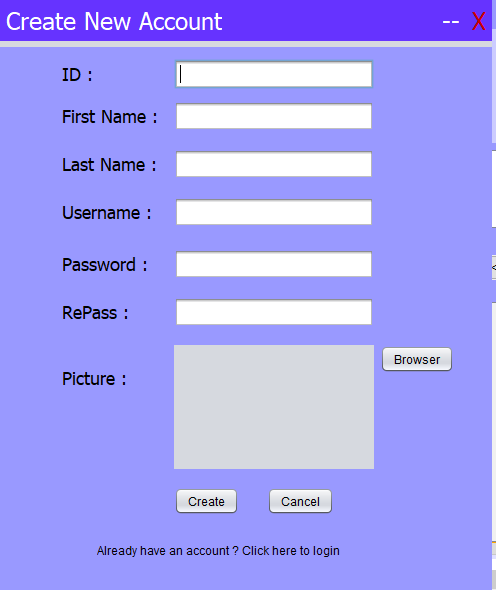 Create New Account -- X
ID :
First Name :
Last Name :
Username :
Password :
RePass :
Browser
Picture :
Create Cancel
Already have an account ? Click here to login
<